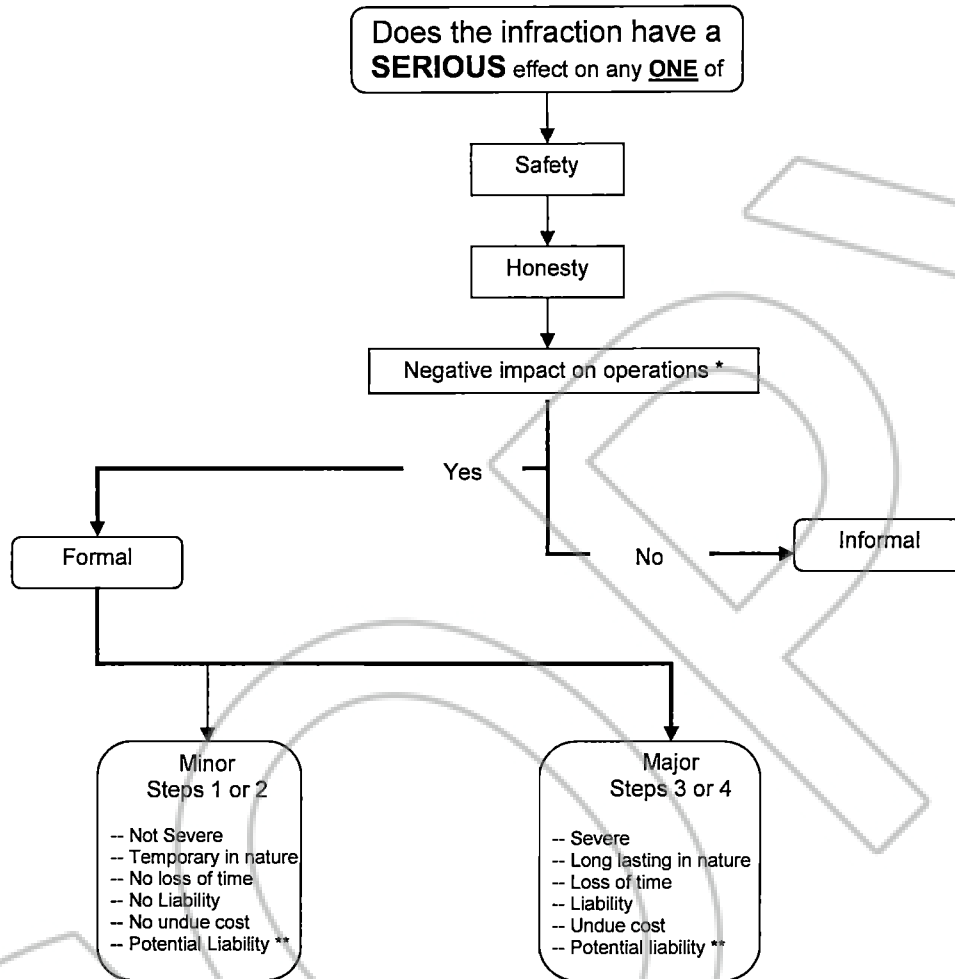 Does the infraction have a
SERIOUS effect on any ONE of
Safety
Honesty
Negative impact on operations *
Yes
No
Informal
Formal
Minor
Steps 1 or 2
-- Not Severe
-- Temporary in nature
-- No loss of time
-- No Liability
-- No undue cost
-- Potential Liability **
Major
Steps 3 or 4
-- Severe
-- Long lasting in nature
-- Loss of time
-- Liability
-- Undue cost
-- Potential liability **